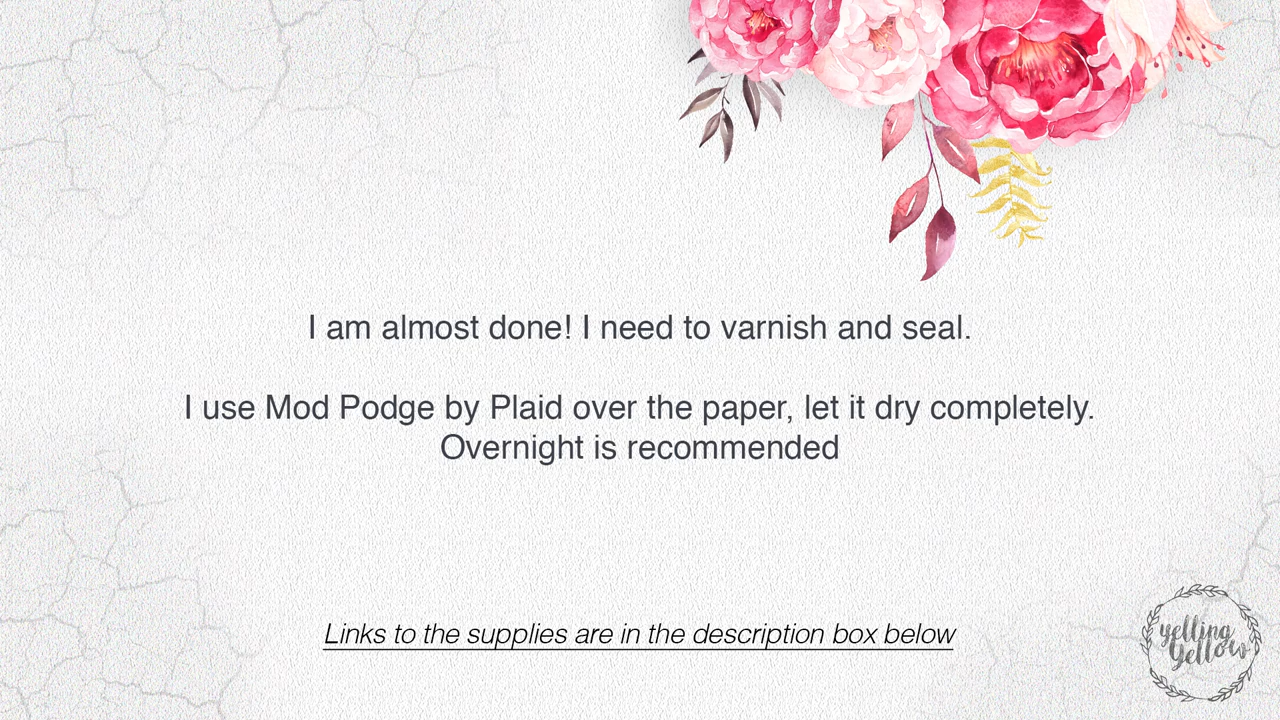 I am almost done! I need to varnish and seal.
I use Mod Podge by Plaid over the paper, let it dry completely.
Overnight is recommended
Links to the supplies are in the description box below
yelling
yellow